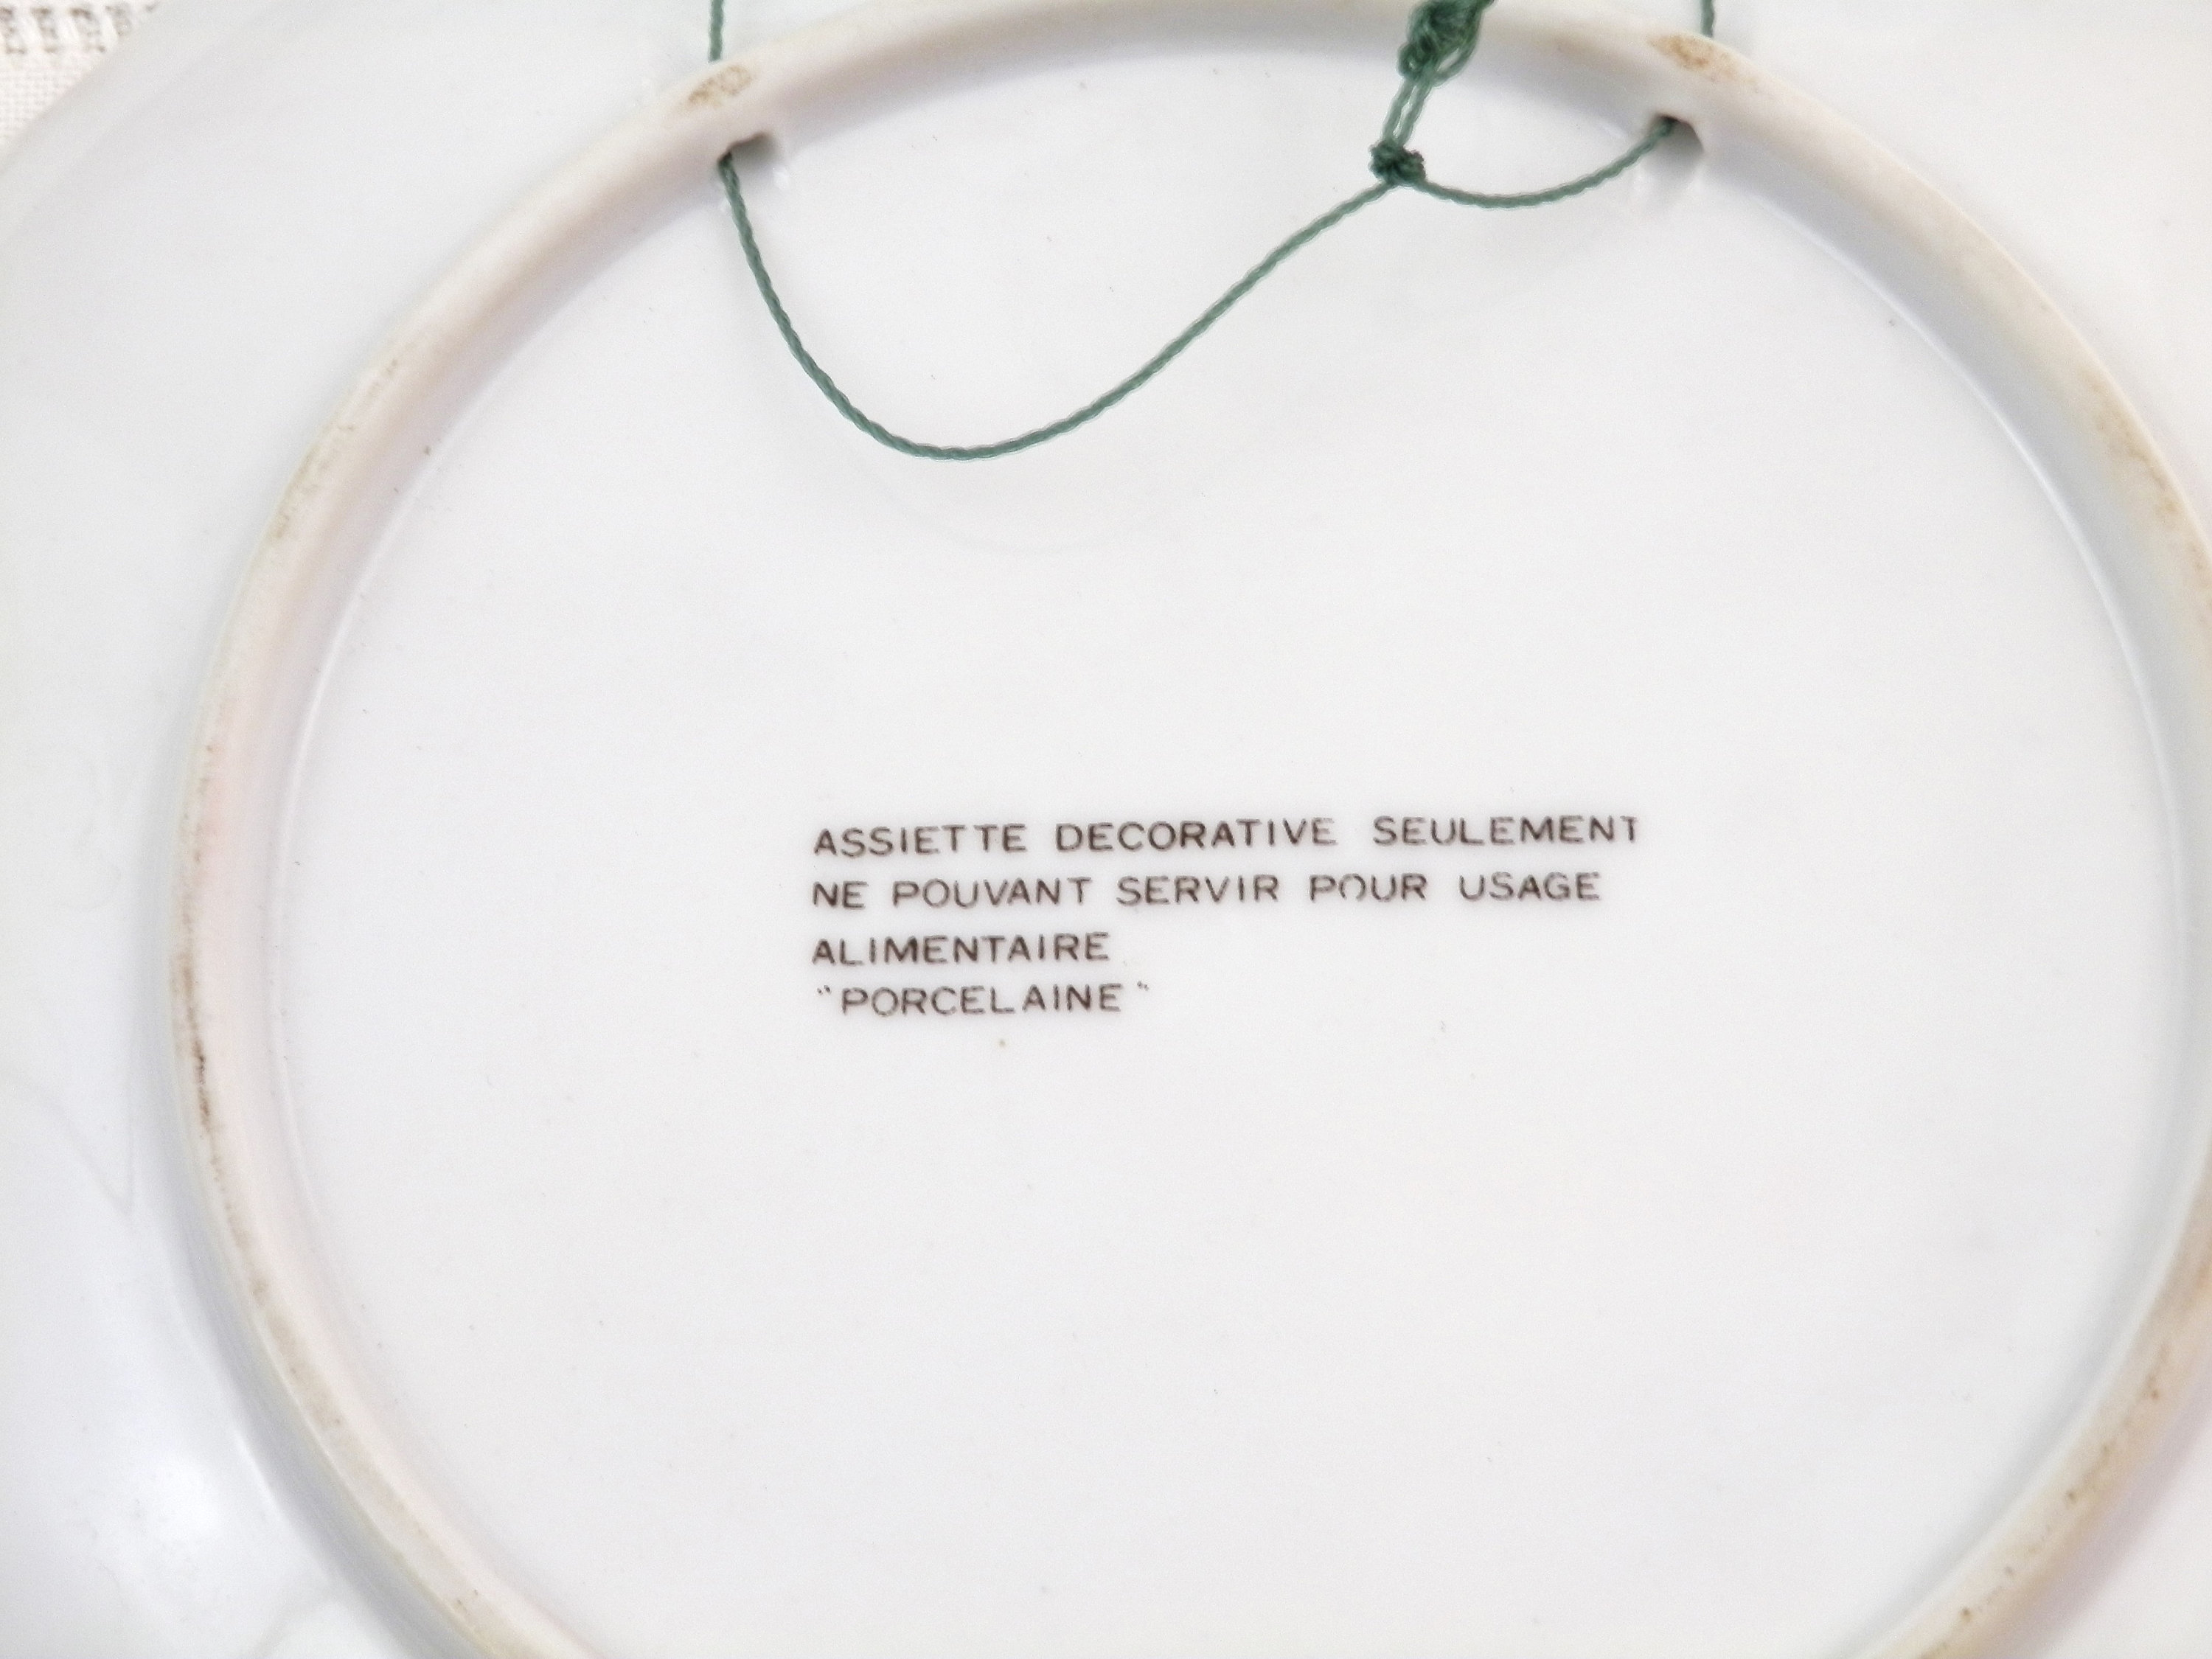 ASSIETTE DECORATIVE SEULEMENT
NE POUVANT SERVIR POUR USAGE
ALIMENTAIRE
"PORCELAINE"